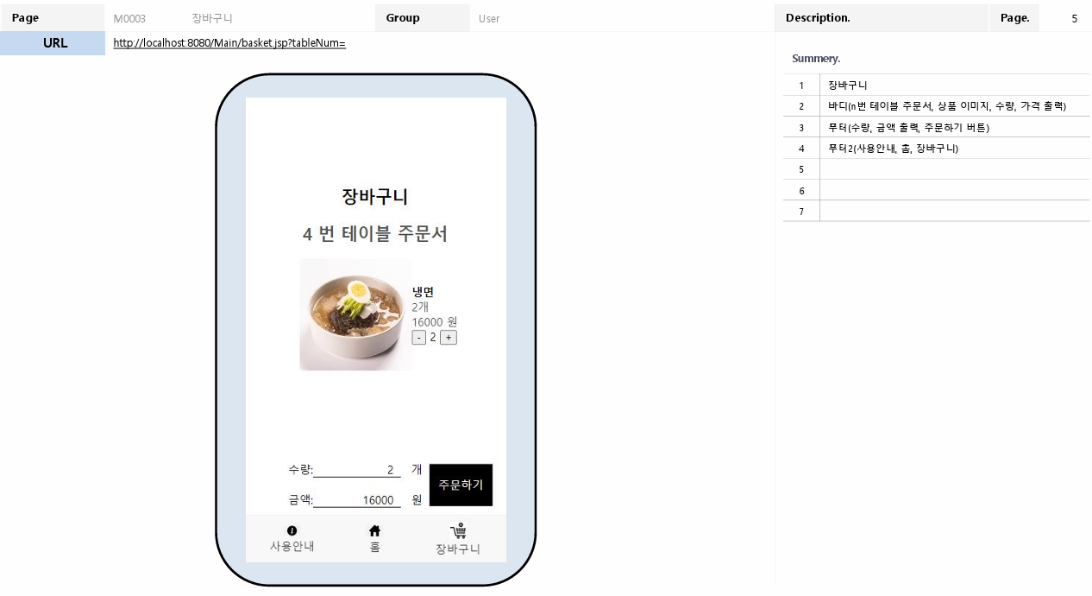 Page M0003 장바구니 Group User Description. Page. 5
URL http://localhost:8080/Main/basket.jsp?tableNum=
Summery.
1 장바구니
2 바디(n번 테이블 주문서, 상품 이미지, 수량, 가격 출력)
3 푸터(수량, 금액 출력, 주문하기 버튼)
4 푸터2(사용안내, 홈, 장바구니)
5
6
7
장바구니
4 번 테이블 주문서
냉면
2개
16000 원
- 2 +
수량: 2 개
금액: 16000 원
주문하기
사용안내 홈 장바구니